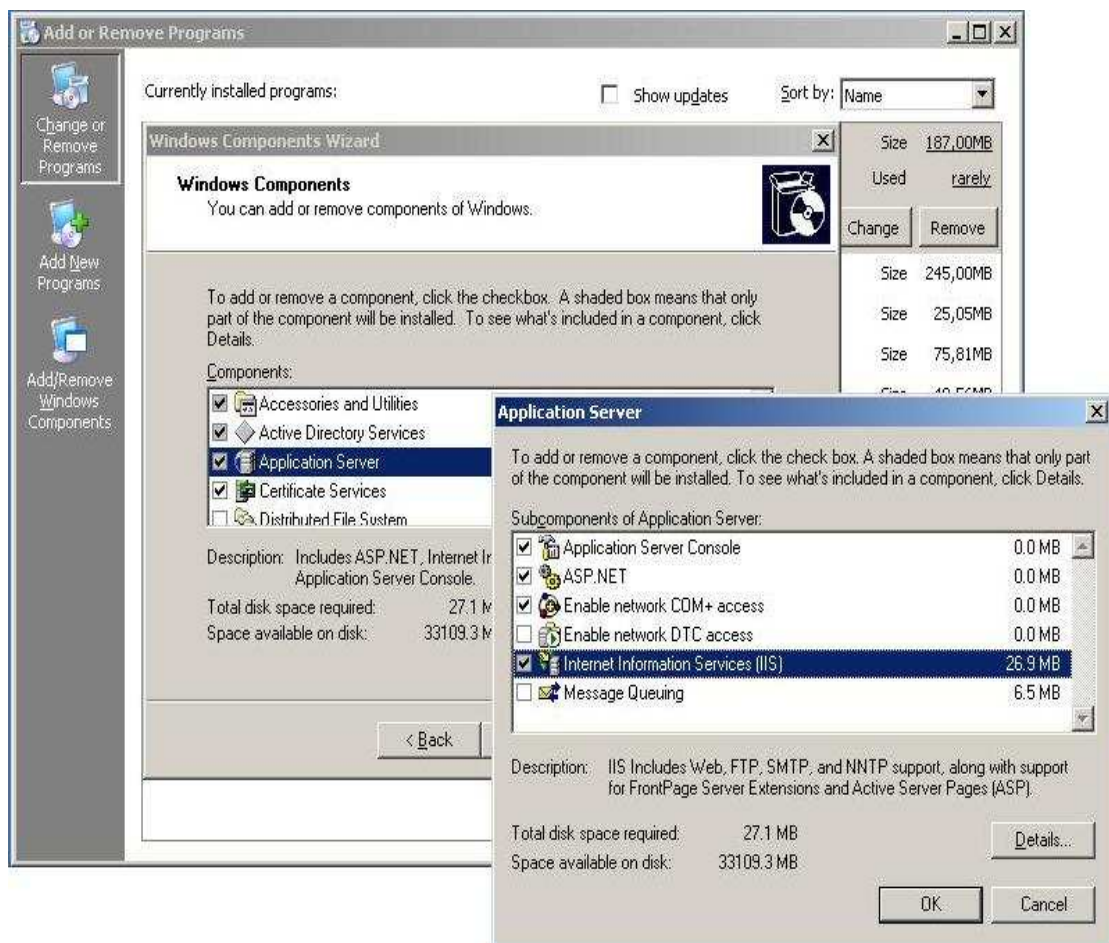 Add or Remove Programs
Change or
Remove
Programs
Add New
Programs
Add/Remove
Windows
Components
Currently installed programs:
Show updates
Sort by:
Name
Size 187,00MB
Used rarely
Change
Remove
Size 245,00MB
Size 25,05MB
Size 75,81MB
Windows Components Wizard
Windows Components
You can add or remove components of Windows.
To add or remove a component, click the checkbox. A shaded box means that only
part of the component will be installed. To see what's included in a component, click
Details.
Components:
Accessories and Utilities
Active Directory Services
Application Server
Certificate Services
Distributed File System
Description: Includes ASP.NET, Internet
Application Server Console.
Total disk space required: 27.1
Space available on disk: 33109.3
< Back
Application Server
To add or remove a component, click the check box. A shaded box means that only part
of the component will be installed. To see what's included in a component, click Details.
Subcomponents of Application Server:
Application Server Console 0.0 MB
ASP.NET 0.0 MB
Enable network COM+ access 0.0 MB
Enable network DTC access 0.0 MB
Internet Information Services (IIS) 26.9 MB
Message Queuing 6.5 MB
Description: IIS Includes Web, FTP, SMTP, and NNTP support, along with support
for FrontPage Server Extensions and Active Server Pages (ASP).
Total disk space required: 27.1 MB
Space available on disk: 33109.3 MB
Details...
OK
Cancel